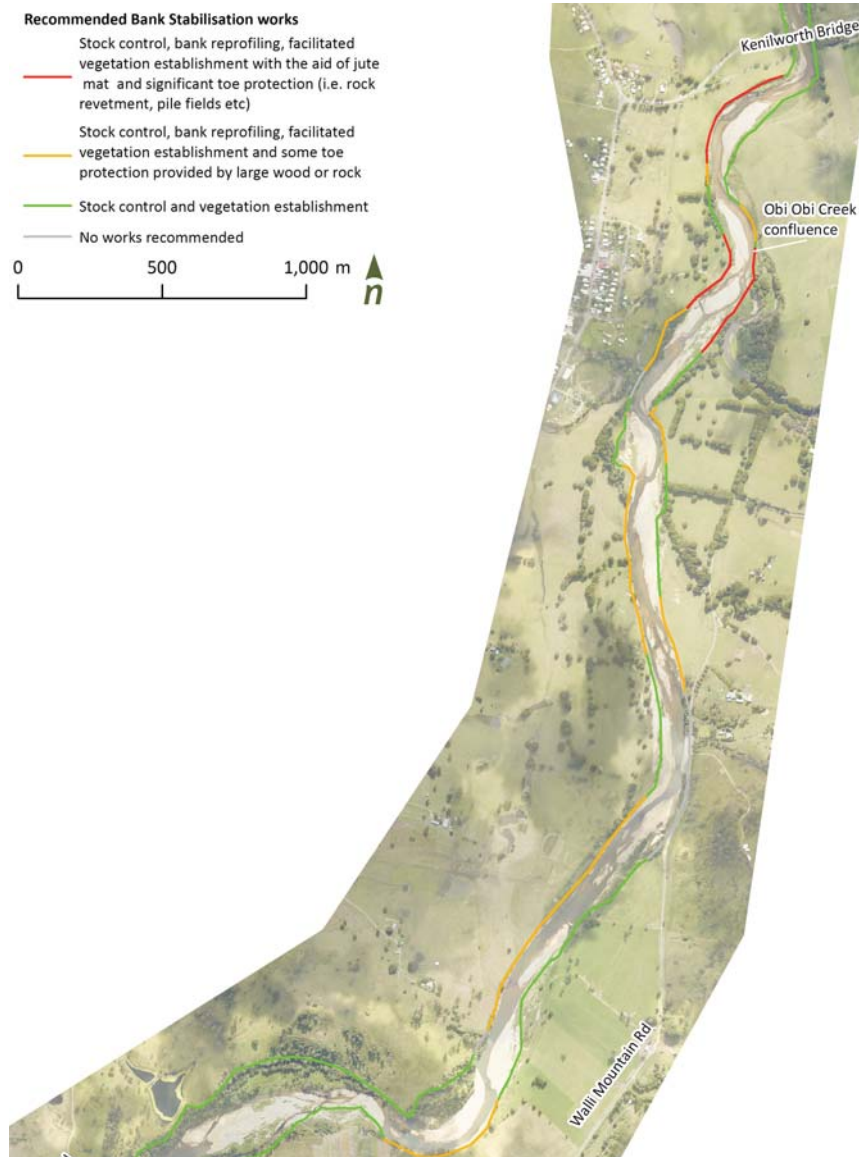 Recommended Bank Stabilisation works
Stock control, bank reprofiling, facilitated
vegetation establishment with the aid of jute
mat and significant toe protection (i.e. rock
revetment, pile fields etc)
Stock control, bank reprofiling, facilitated
vegetation establishment and some toe
protection provided by large wood or rock
Stock control and vegetation establishment
No works recommended
0 500 1,000 m
n
Kenilworth Bridge
Obi Obi Creek
confluence
Walli Mountain Rd